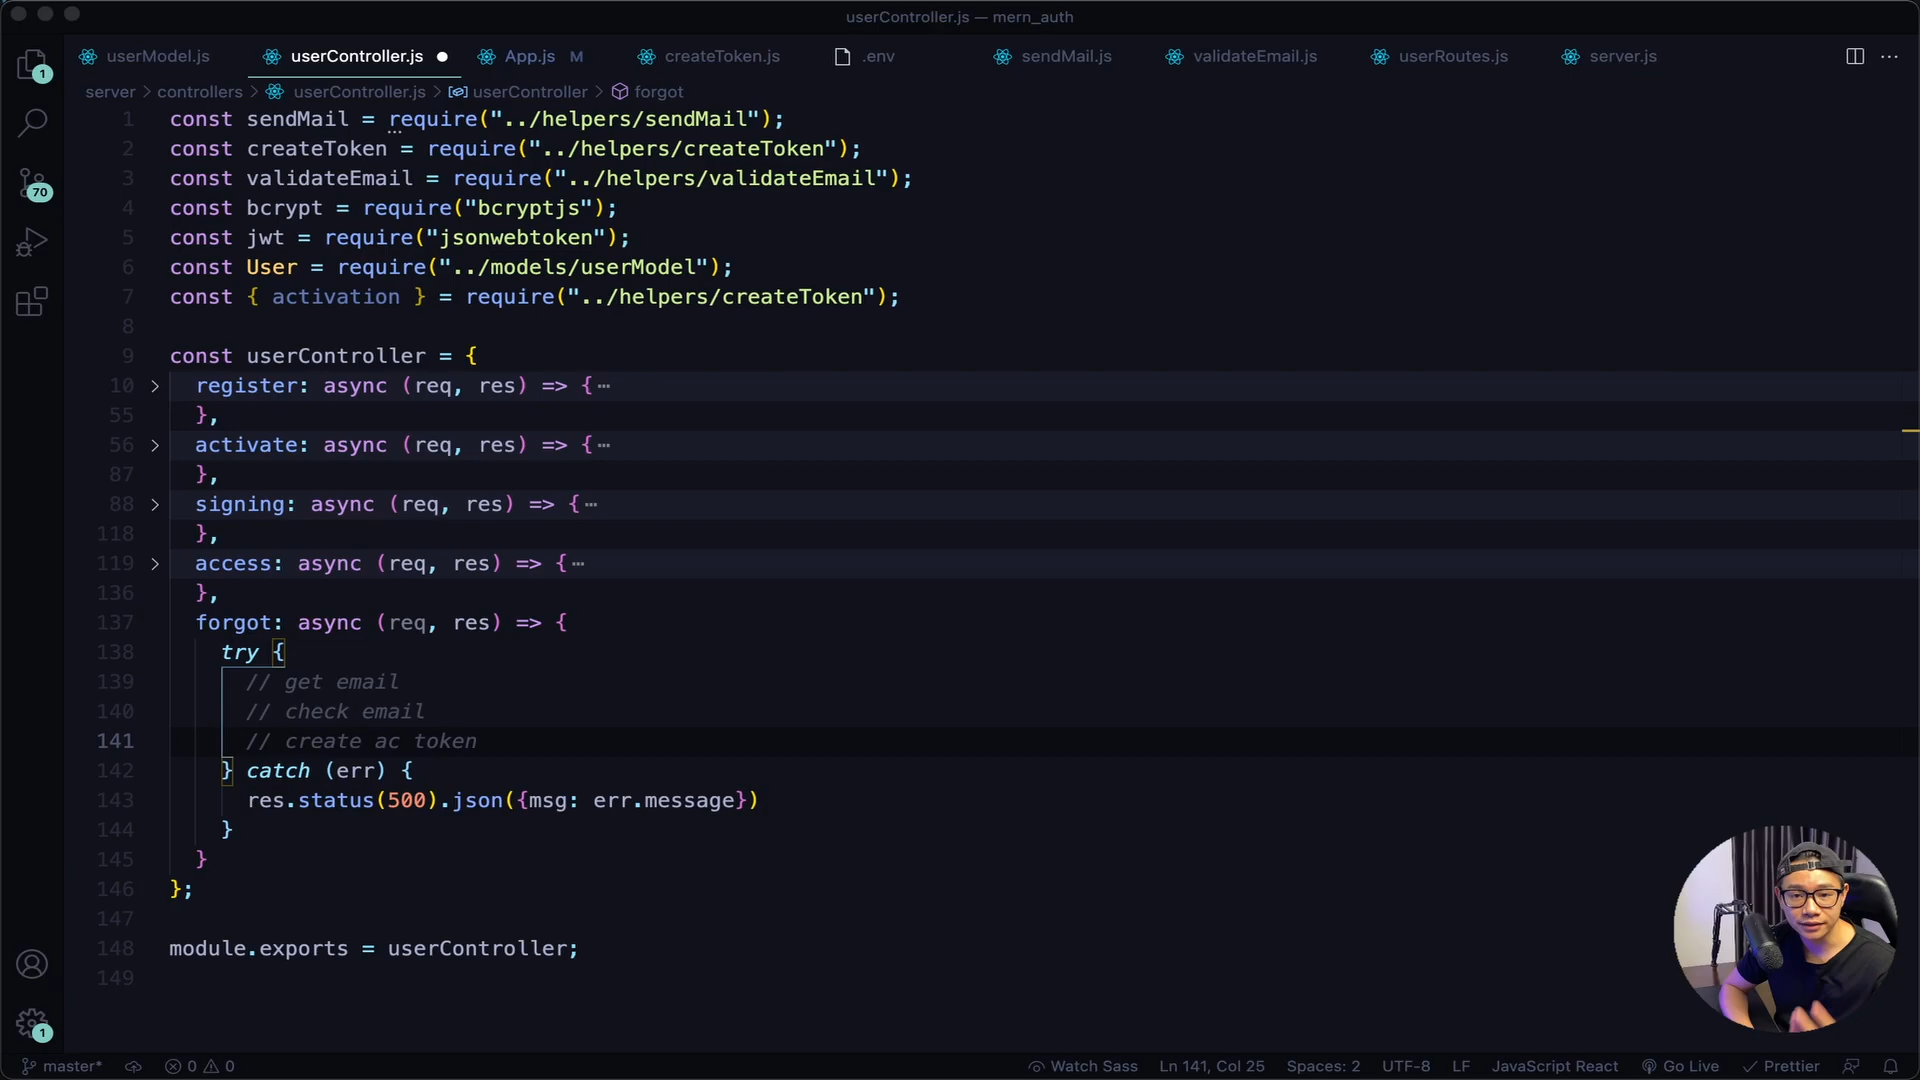 userController.js — mern_auth
userModel.js userController.js App.js M createToken.js .env sendMail.js validateEmail.js userRoutes.js server.js
server > controllers > userController.js > userController > forgot
1 const sendMail = require("../helpers/sendMail");
2 const createToken = require("../helpers/createToken");
3 const validateEmail = require("../helpers/validateEmail");
4 const bcrypt = require("bcryptjs");
5 const jwt = require("jsonwebtoken");
6 const User = require("../models/userModel");
7 const { activation } = require("../helpers/createToken");
8
9 const userController = {
10 register: async (req, res) => {…
55 },
56 activate: async (req, res) => {…
87 },
88 signing: async (req, res) => {…
118 },
119 access: async (req, res) => {…
136 },
137 forgot: async (req, res) => {
138 try {
139 // get email
140 // check email
141 // create ac token
142 } catch (err) {
143 res.status(500).json({msg: err.message})
144 }
145 }
146 };
147
148 module.exports = userController;
149
1
70
1
master* 0 0 Watch Sass Ln 141, Col 25 Spaces: 2 UTF-8 LF JavaScript React Go Live Prettier